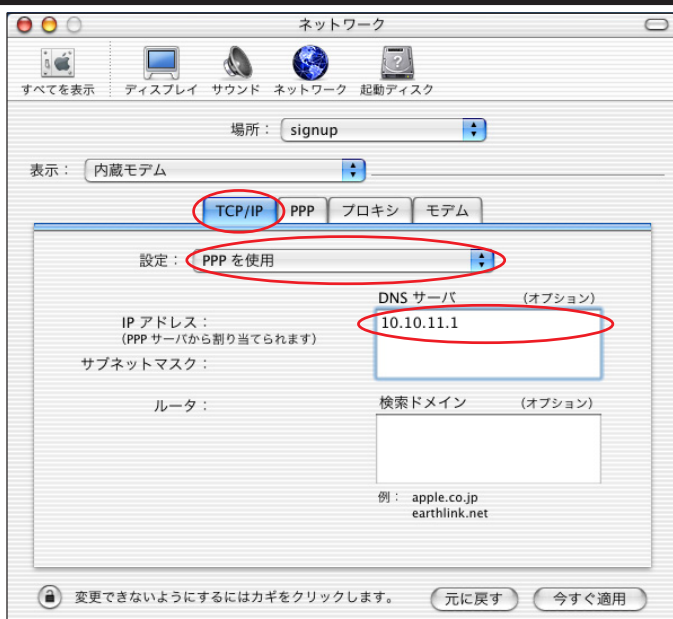 ネットワーク
すべてを表示 ディスプレイ サウンド ネットワーク 起動ディスク
場所： signup
表示： 内蔵モデム
TCP/IP PPP プロキシ モデム
設定： PPP を使用
DNS サーバ (オプション)
IP アドレス： 10.10.11.1
(PPP サーバから割り当てられます)
サブネットマスク：
ルータ： 検索ドメイン (オプション)
例： apple.co.jp
earthlink.net
変更できないようにするにはカギをクリックします。 元に戻す 今すぐ適用